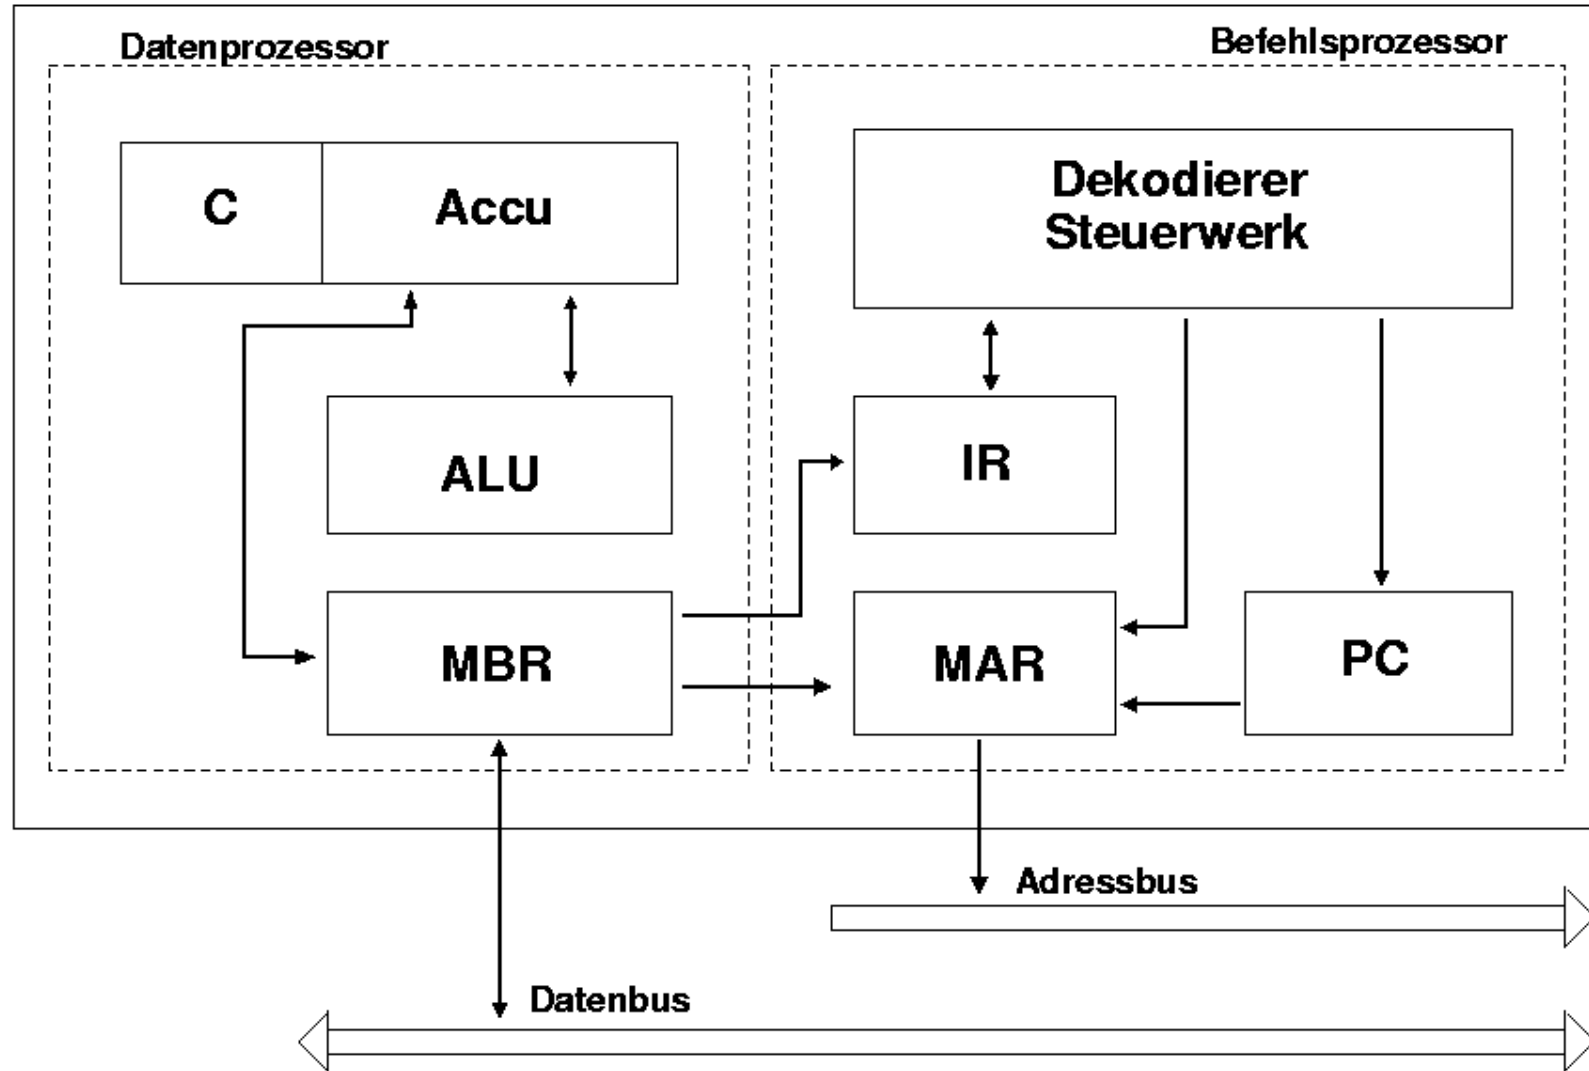 Datenprozessor
Befehlsprozessor
C
Accu
Dekodierer
Steuerwerk
ALU
IR
MBR
MAR
PC
Adressbus
Datenbus